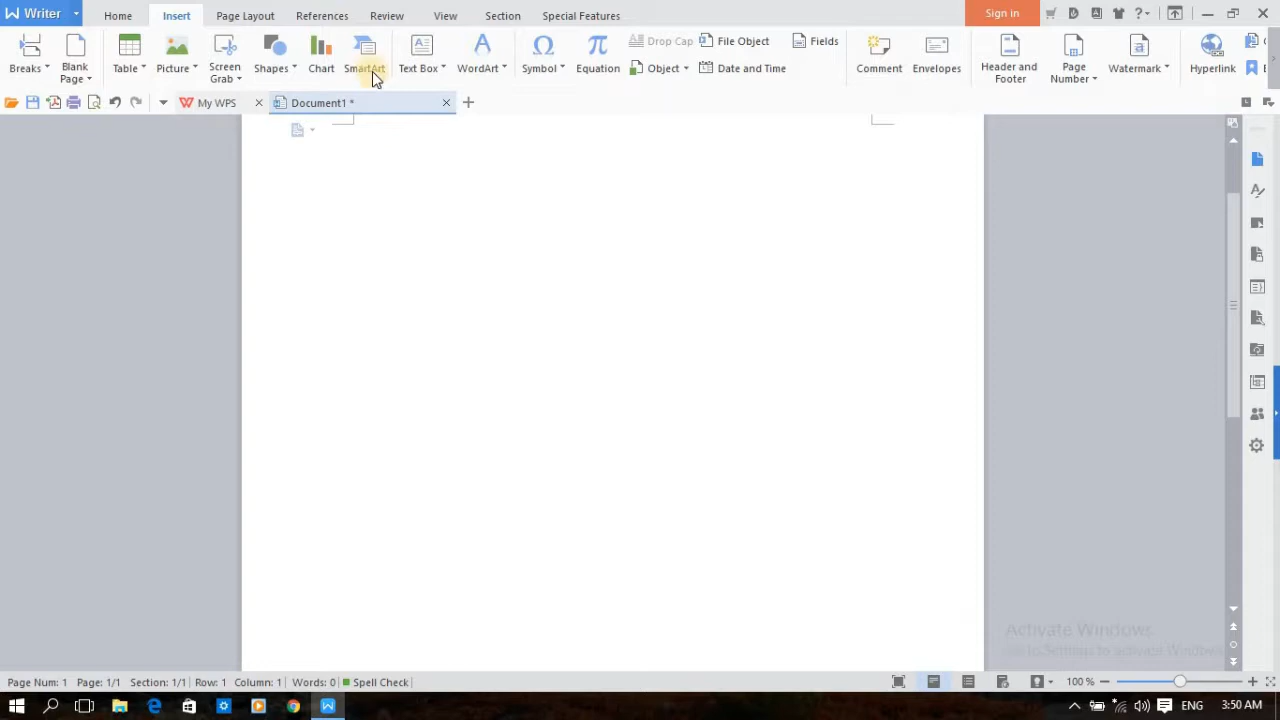 Writer
Home Insert Page Layout References Review View Section Special Features
Sign in
Breaks
Blank Page
Table
Picture
Screen Grab
Shapes
Chart
SmartArt
Text Box
WordArt
Symbol
Equation
Drop Cap
Object
File Object
Date and Time
Fields
Comment
Envelopes
Header and Footer
Page Number
Watermark
Hyperlink
My WPS
Document1 *
Activate Windows
Page Num: 1 Page: 1/1 Section: 1/1 Row: 1 Column: 1 Words: 0 Spell Check
100 %
ENG
3:50 AM